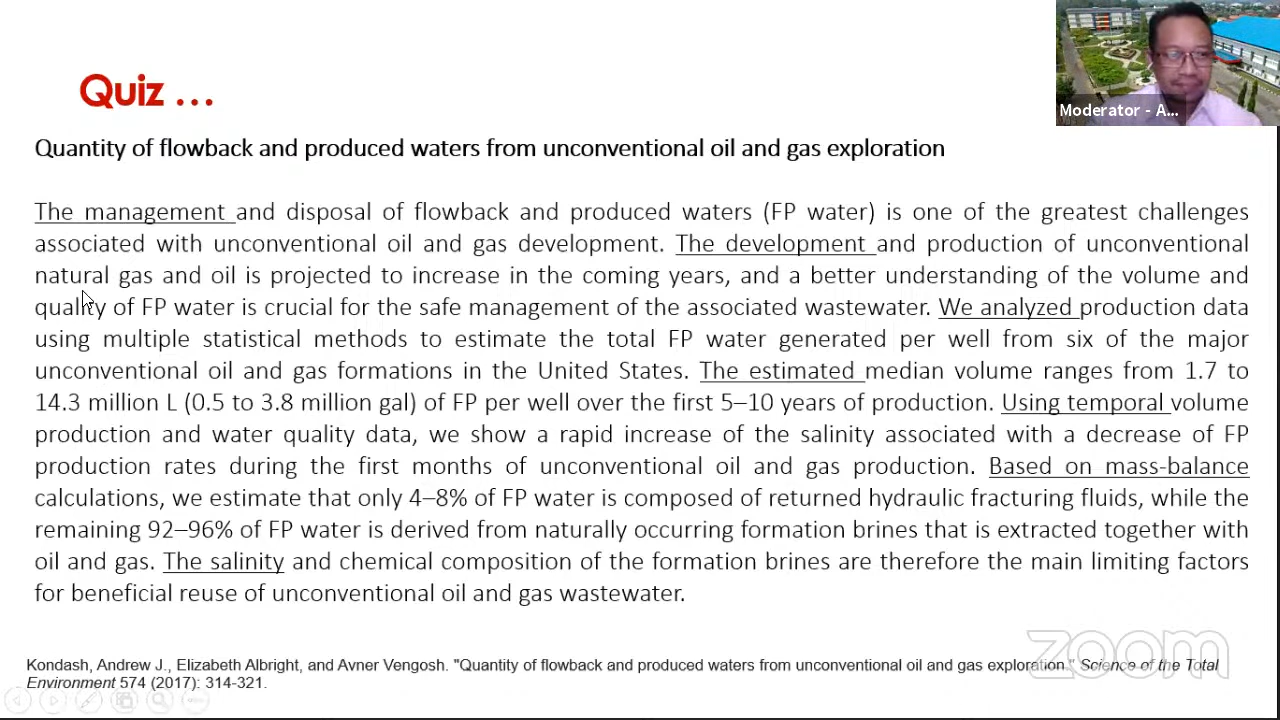 Quiz ...
Moderator - A...
Quantity of flowback and produced waters from unconventional oil and gas exploration
The management and disposal of flowback and produced waters (FP water) is one of the greatest challenges
associated with unconventional oil and gas development. The development and production of unconventional
natural gas and oil is projected to increase in the coming years, and a better understanding of the volume and
quality of FP water is crucial for the safe management of the associated wastewater. We analyzed production data
using multiple statistical methods to estimate the total FP water generated per well from six of the major
unconventional oil and gas formations in the United States. The estimated median volume ranges from 1.7 to
14.3 million L (0.5 to 3.8 million gal) of FP per well over the first 5–10 years of production. Using temporal volume
production and water quality data, we show a rapid increase of the salinity associated with a decrease of FP
production rates during the first months of unconventional oil and gas production. Based on mass-balance
calculations, we estimate that only 4–8% of FP water is composed of returned hydraulic fracturing fluids, while the
remaining 92–96% of FP water is derived from naturally occurring formation brines that is extracted together with
oil and gas. The salinity and chemical composition of the formation brines are therefore the main limiting factors
for beneficial reuse of unconventional oil and gas wastewater.
zoom
Kondash, Andrew J., Elizabeth Albright, and Avner Vengosh. "Quantity of flowback and produced waters from unconventional oil and gas exploration." Science of the Total
Environment 574 (2017): 314-321.